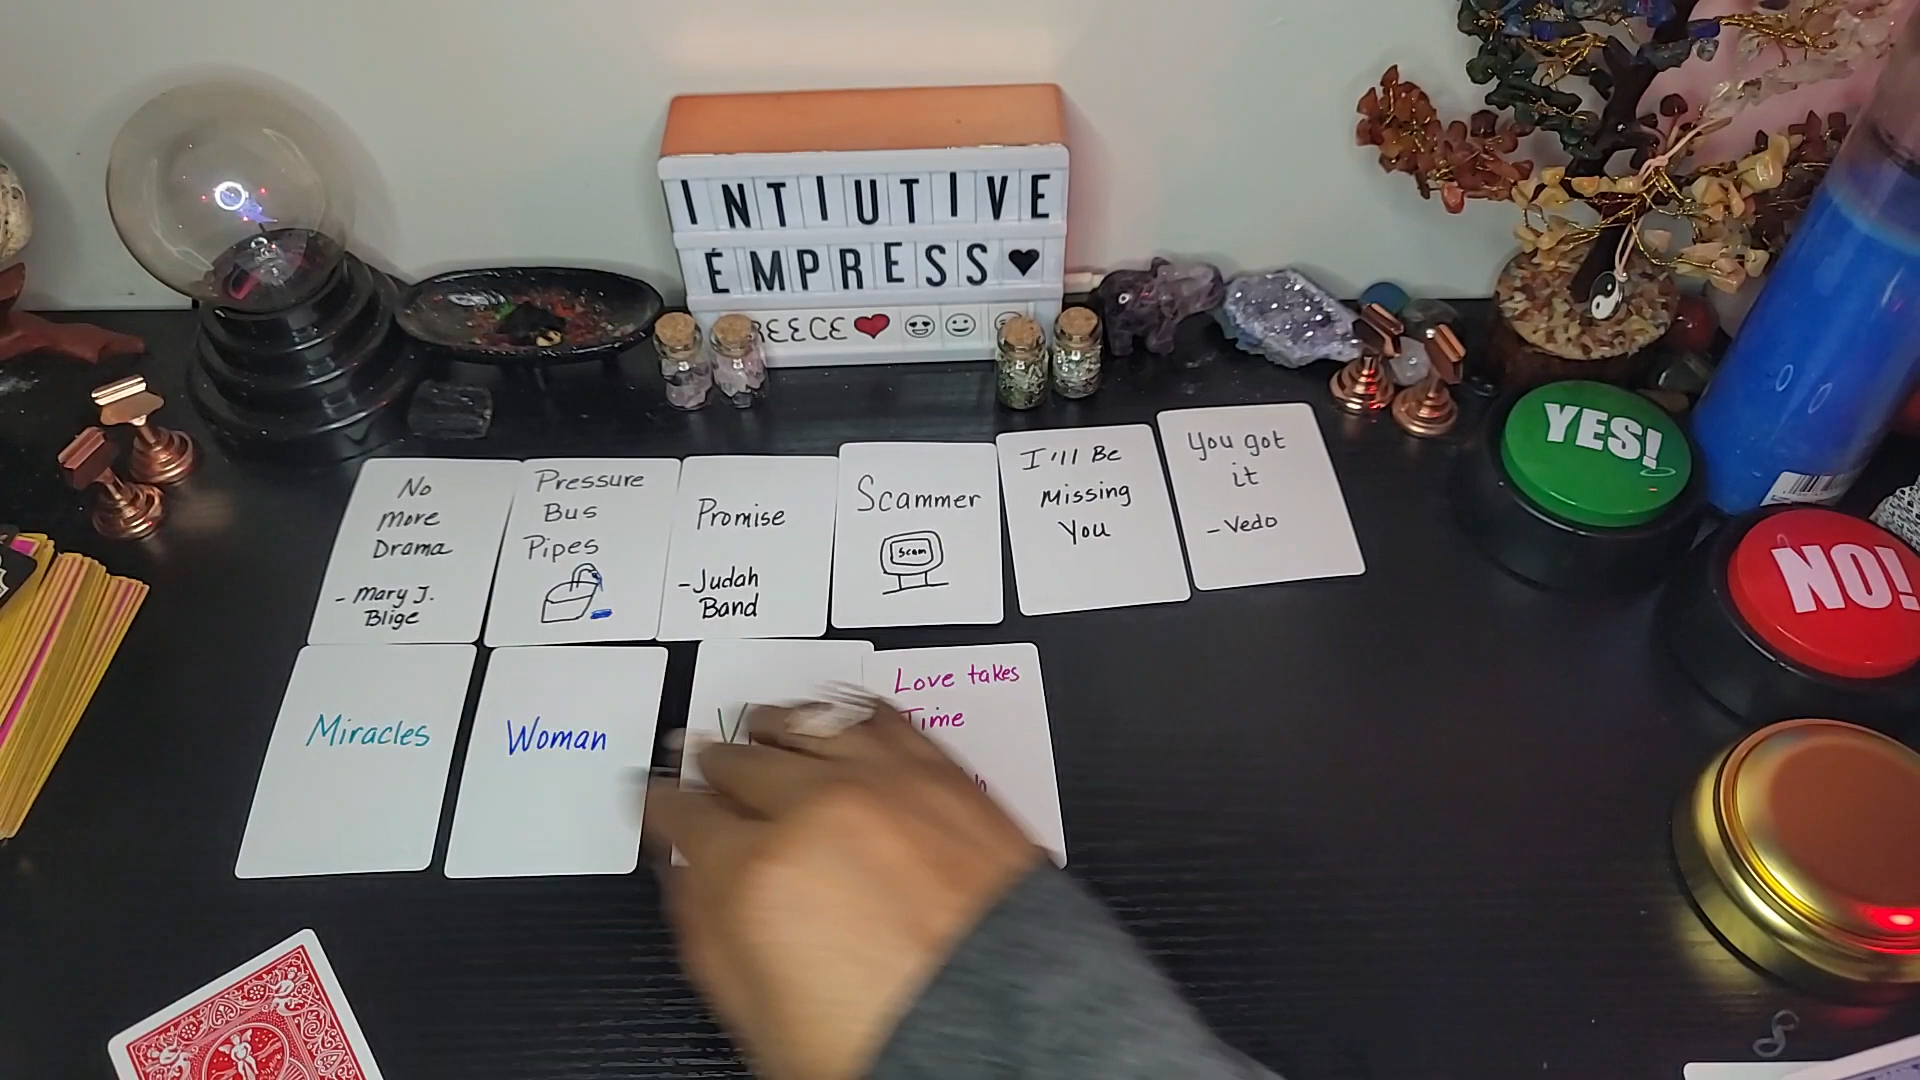 INTIUTIVE
EMPRESS ♥
REECE
YES!
NO!
No
More
Drama
- Mary J.
Blige
Pressure
Bus
Pipes
Promise
- Judah
Band
Scammer
Scam
I'll Be
Missing
You
You got
it
- Vedo
Miracles
Woman
Love takes
Time